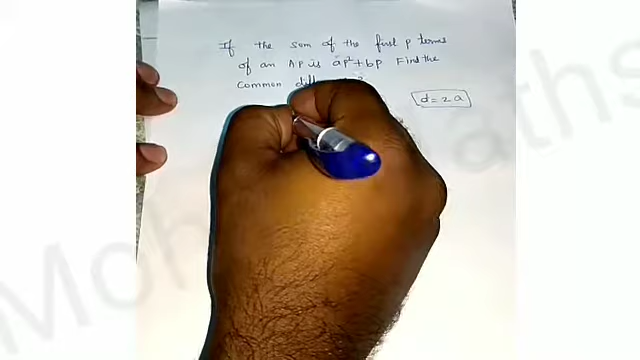 If the sum of the first p terms
of an AP is ap²+bp Find the
common
d = 2a